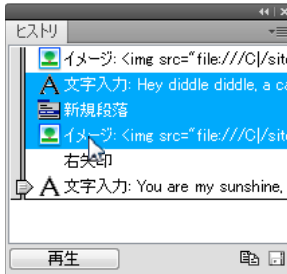 ヒストリ
イメージ: <img src="file:///C|/site
文字入力: Hey diddle diddle, a ca
新規段落
イメージ: <img src="file:///C|/site
右矢印
文字入力: You are my sunshine,
再生